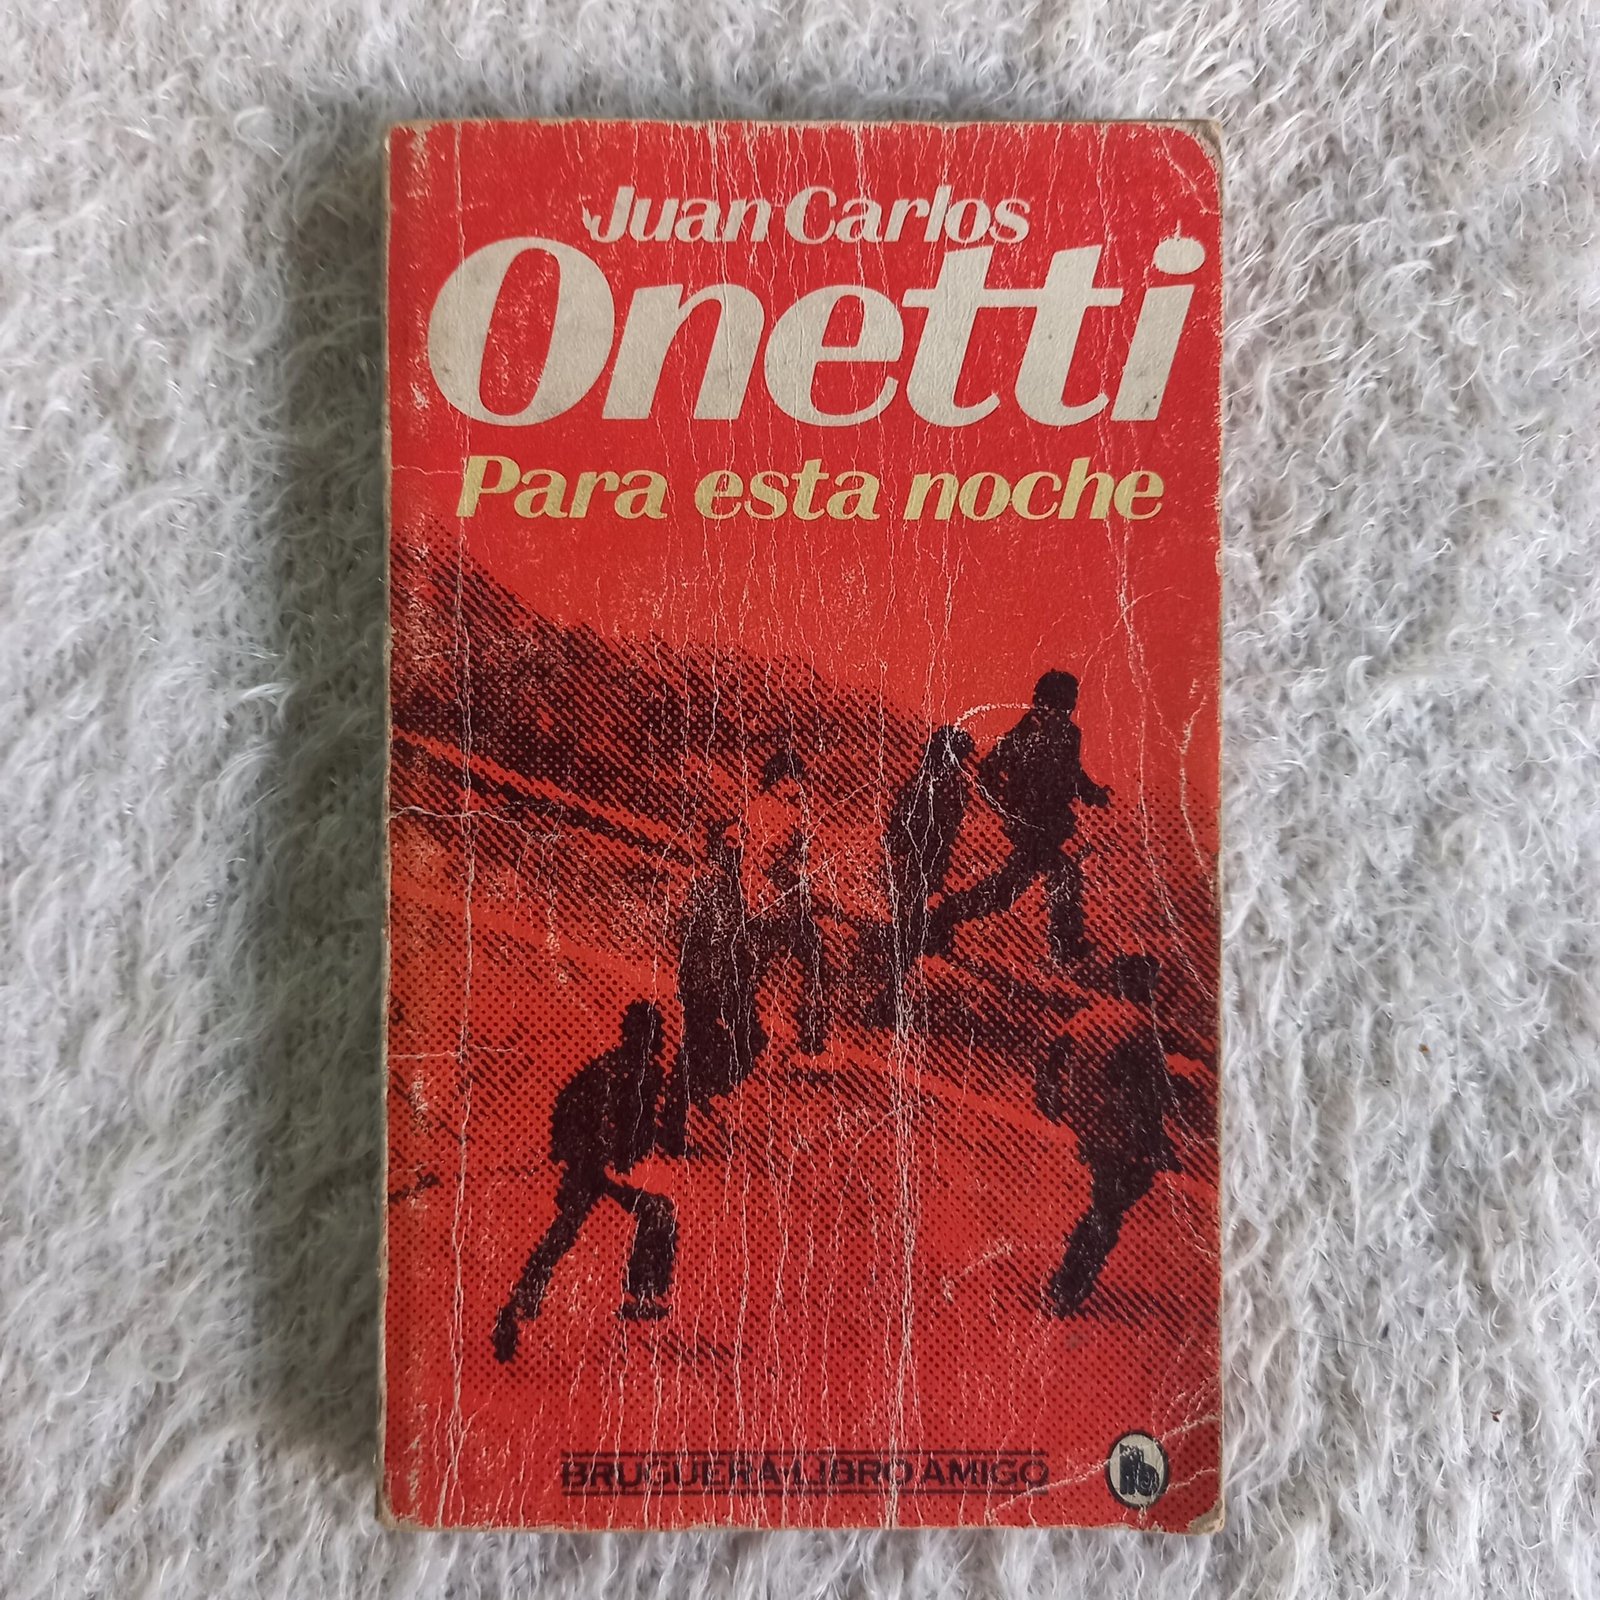 Juan Carlos
Onetti
Para esta noche
BRUGUERA-LIBRO AMIGO